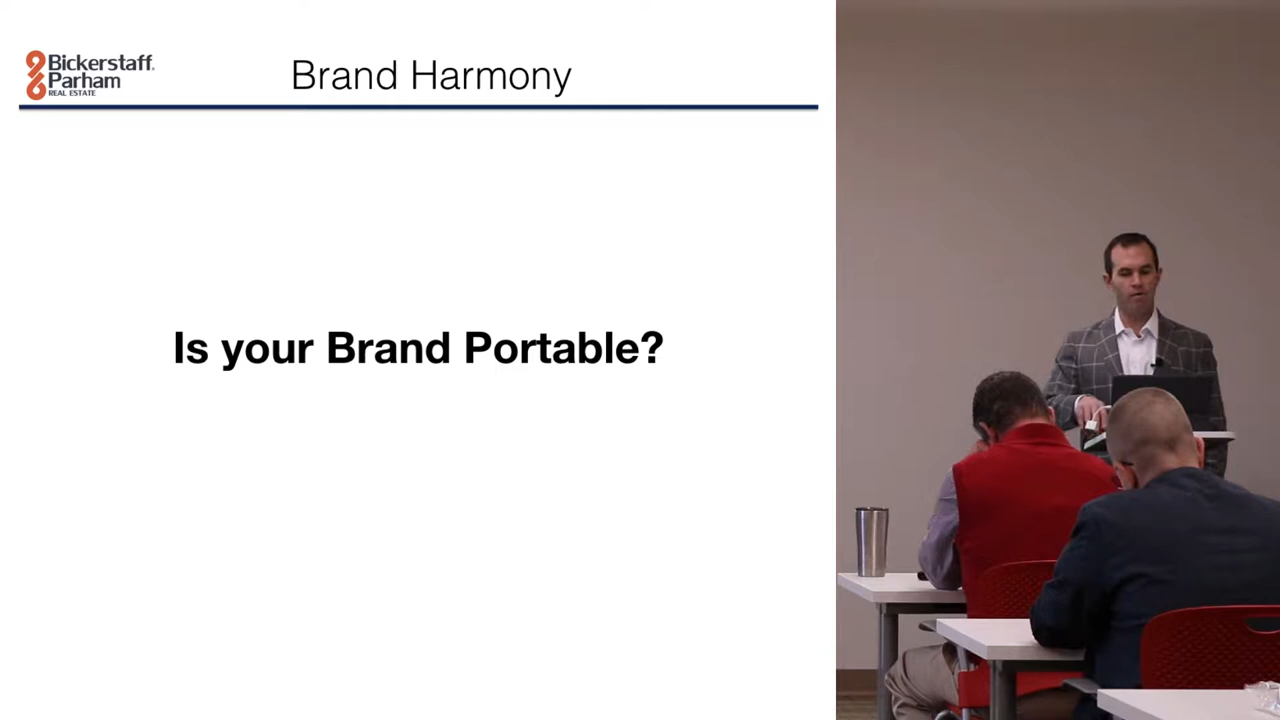 Bickerstaff
Parham
REAL ESTATE
Brand Harmony
Is your Brand Portable?